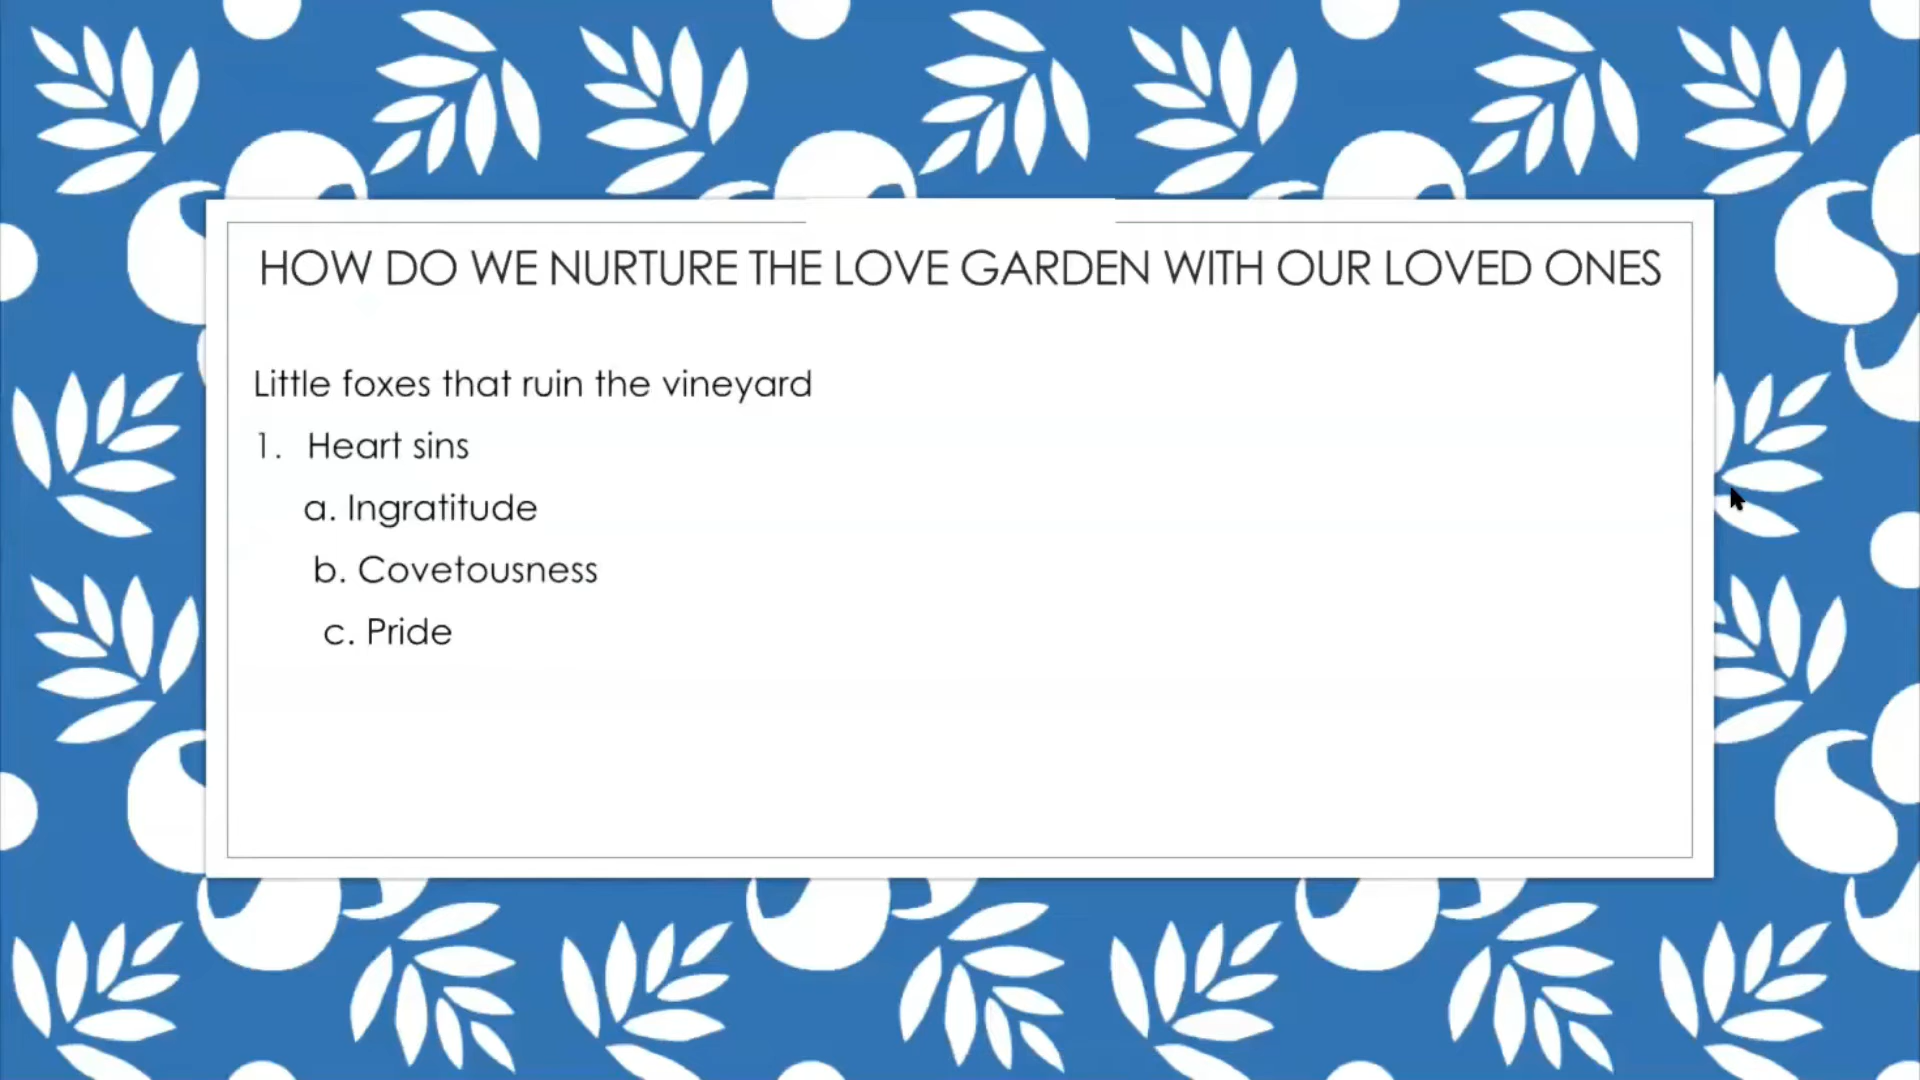 HOW DO WE NURTURE THE LOVE GARDEN WITH OUR LOVED ONES
Little foxes that ruin the vineyard
1. Heart sins
a. Ingratitude
b. Covetousness
c. Pride